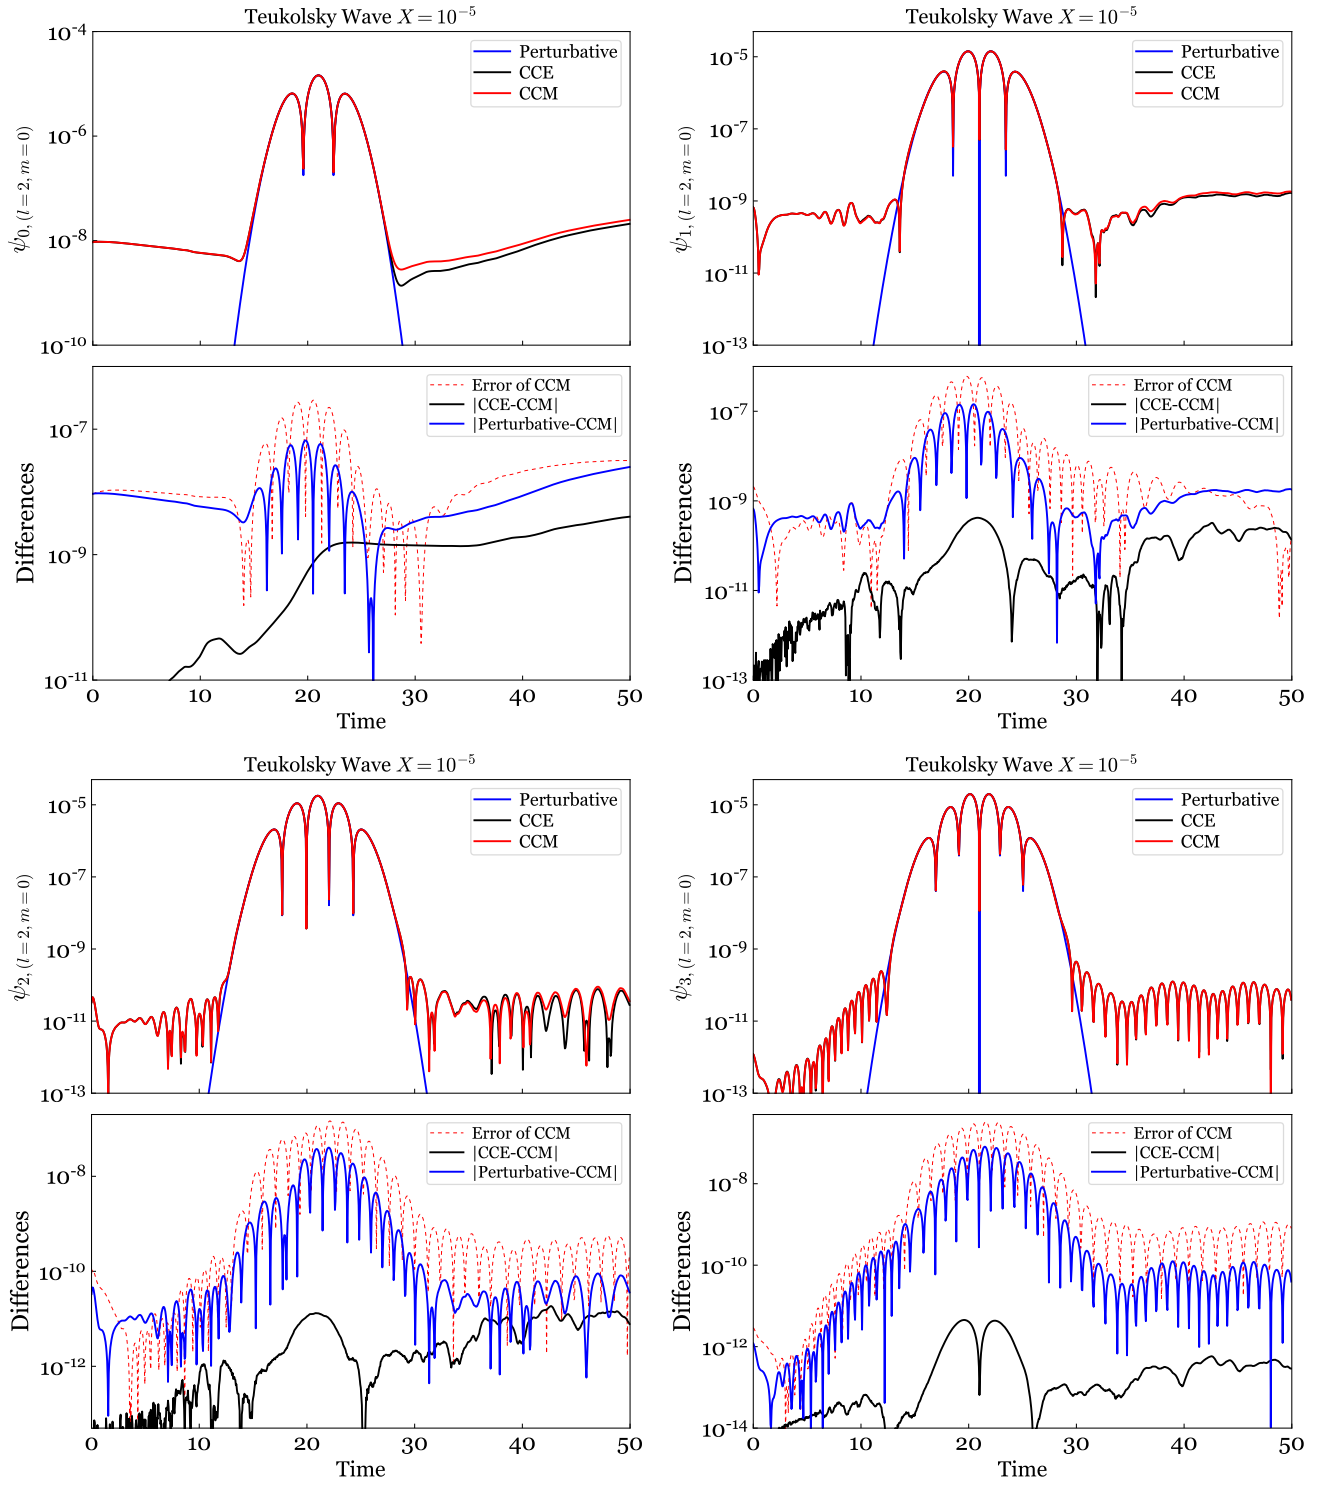 Teukolsky Wave X = 10⁻⁵
10⁻⁴
10⁻⁶
10⁻⁸
10⁻¹⁰
ψ₀, (l = 2, m = 0)
Perturbative
CCE
CCM
10⁻⁷
10⁻⁹
10⁻¹¹
Differences
Error of CCM
|CCE-CCM|
|Perturbative-CCM|
0 10 20 30 40 50
Time
Teukolsky Wave X = 10⁻⁵
10⁻⁵
10⁻⁷
10⁻⁹
10⁻¹¹
10⁻¹³
ψ₁, (l = 2, m = 0)
Perturbative
CCE
CCM
10⁻⁷
10⁻⁹
10⁻¹¹
10⁻¹³
Differences
Error of CCM
|CCE-CCM|
|Perturbative-CCM|
0 10 20 30 40 50
Time
Teukolsky Wave X = 10⁻⁵
10⁻⁵
10⁻⁷
10⁻⁹
10⁻¹¹
10⁻¹³
ψ₂, (l = 2, m = 0)
Perturbative
CCE
CCM
10⁻⁸
10⁻¹⁰
10⁻¹²
Differences
Error of CCM
|CCE-CCM|
|Perturbative-CCM|
0 10 20 30 40 50
Time
Teukolsky Wave X = 10⁻⁵
10⁻⁵
10⁻⁷
10⁻⁹
10⁻¹¹
10⁻¹³
ψ₃, (l = 2, m = 0)
Perturbative
CCE
CCM
10⁻⁸
10⁻¹⁰
10⁻¹²
10⁻¹⁴
Differences
Error of CCM
|CCE-CCM|
|Perturbative-CCM|
0 10 20 30 40 50
Time